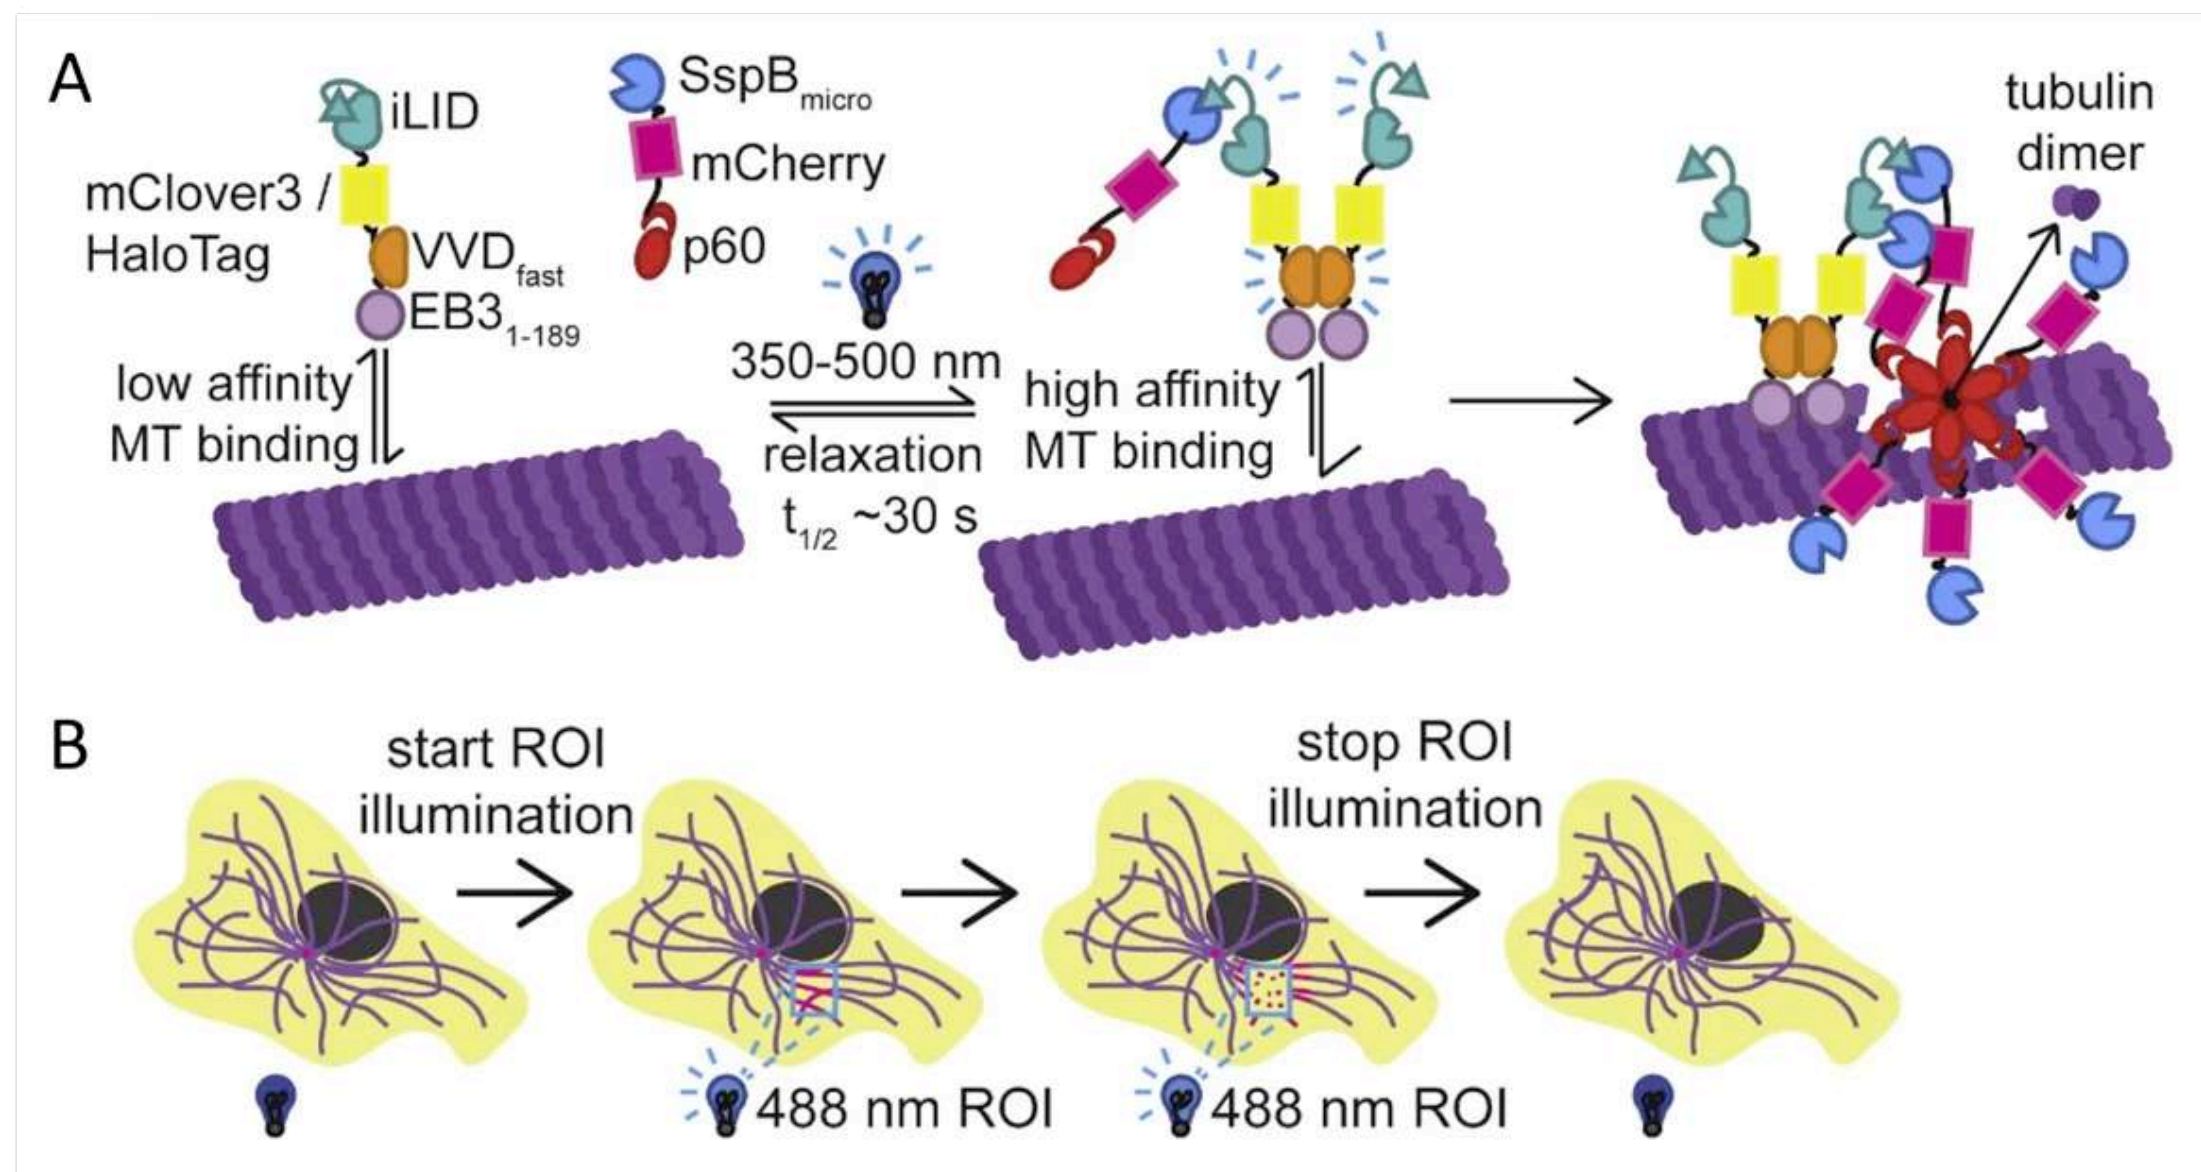 A
iLID
mClover3 /
HaloTag
VVDfast
EB31-189
low affinity
MT binding
SspBmicro
mCherry
p60
350-500 nm
relaxation
t1/2 ~30 s
high affinity
MT binding
tubulin
dimer
B
start ROI
illumination
stop ROI
illumination
488 nm ROI
488 nm ROI